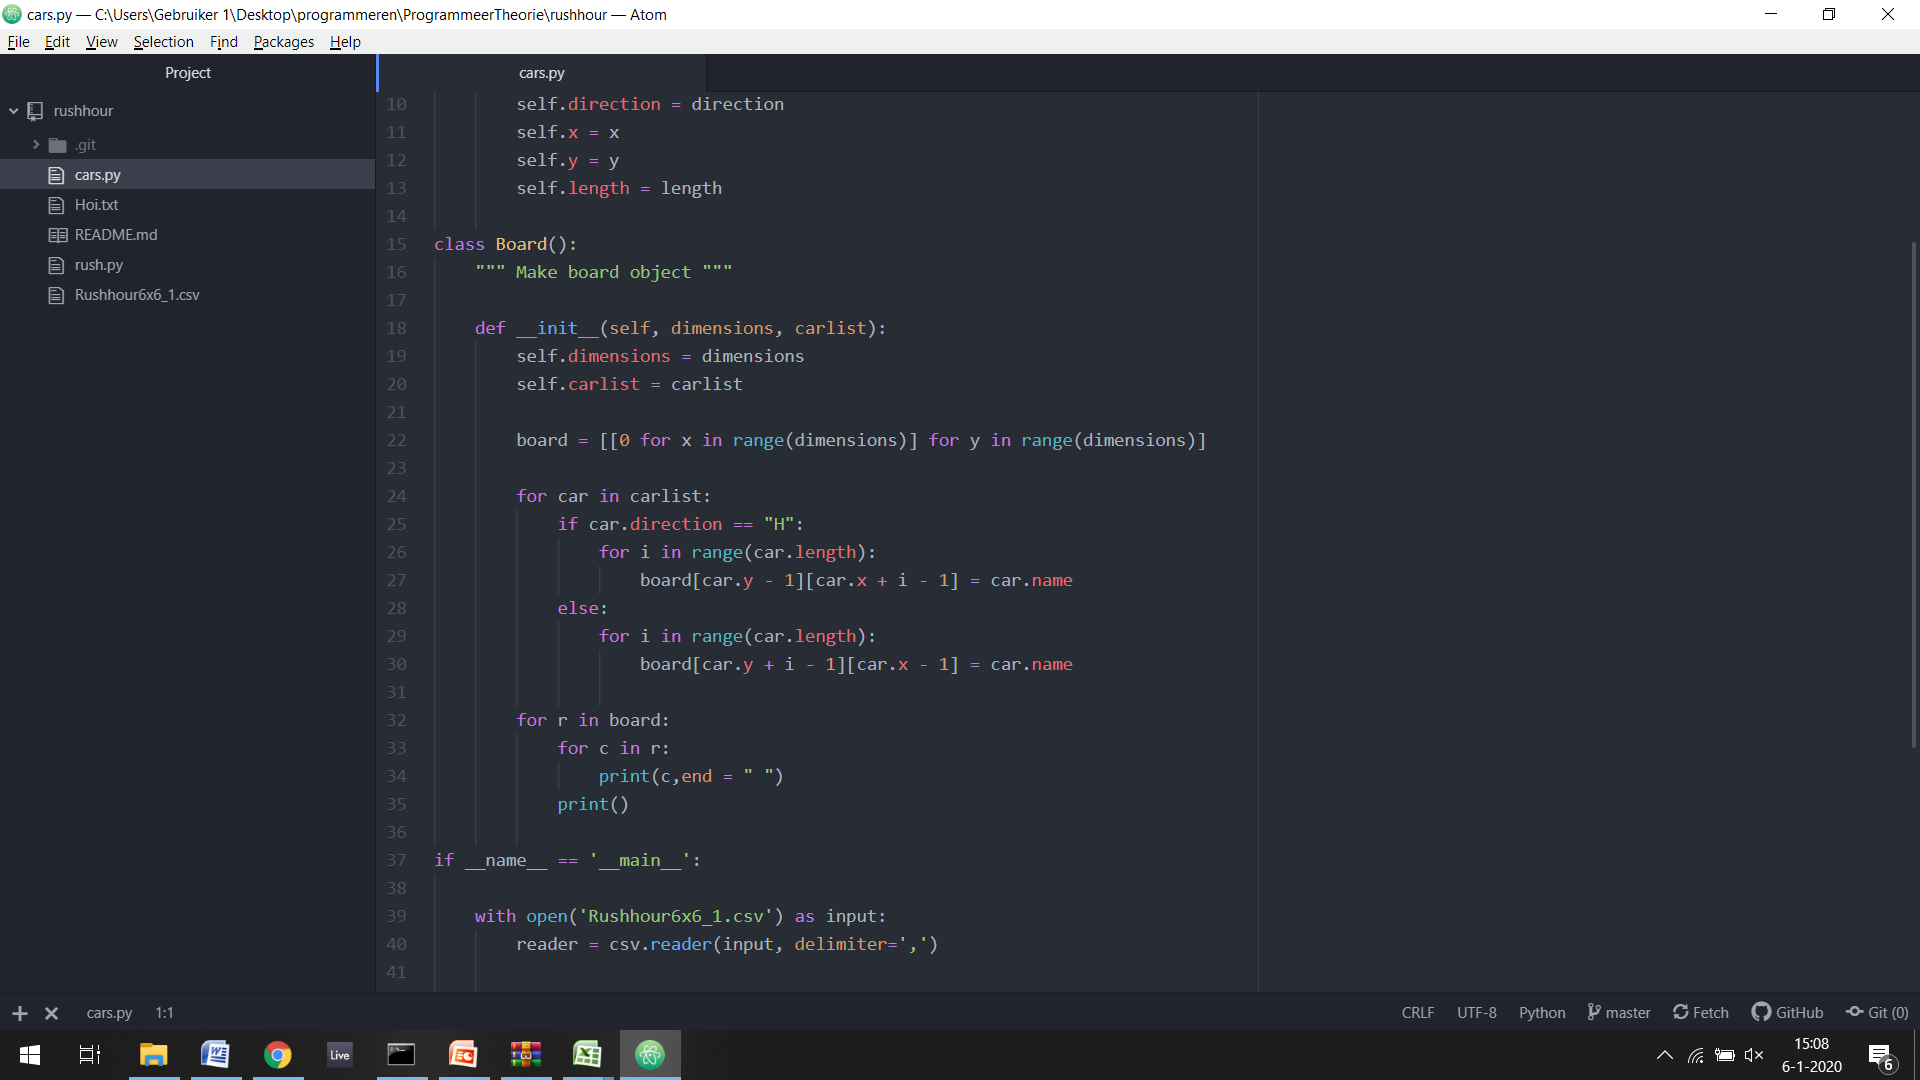 cars.py — C:\Users\Gebruiker 1\Desktop\programmeren\ProgrammeerTheorie\rushhour — Atom
File Edit View Selection Find Packages Help
Project
rushhour
.git
cars.py
Hoi.txt
README.md
rush.py
Rushhour6x6_1.csv
cars.py
10         self.direction = direction
11         self.x = x
12         self.y = y
13         self.length = length
14
15 class Board():
16     """ Make board object """
17
18     def __init__(self, dimensions, carlist):
19         self.dimensions = dimensions
20         self.carlist = carlist
21
22         board = [[0 for x in range(dimensions)] for y in range(dimensions)]
23
24         for car in carlist:
25             if car.direction == "H":
26                 for i in range(car.length):
27                     board[car.y - 1][car.x + i - 1] = car.name
28             else:
29                 for i in range(car.length):
30                     board[car.y + i - 1][car.x - 1] = car.name
31
32         for r in board:
33             for c in r:
34                 print(c,end = " ")
35             print()
36
37 if __name__ == '__main__':
38
39     with open('Rushhour6x6_1.csv') as input:
40         reader = csv.reader(input, delimiter=',')
41
cars.py 1:1 CRLF UTF-8 Python master Fetch GitHub Git (0)
Live
15:08
6-1-2020
6